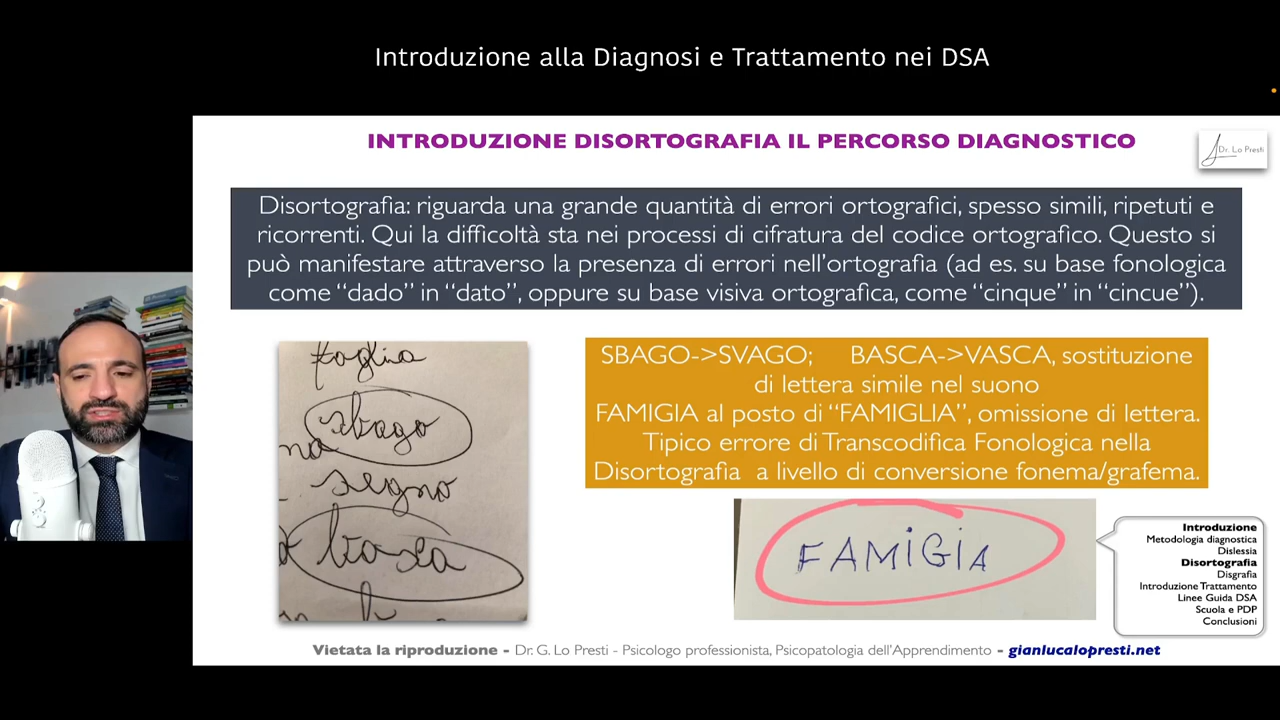 Introduzione alla Diagnosi e Trattamento nei DSA
INTRODUZIONE DISORTOGRAFIA IL PERCORSO DIAGNOSTICO
Dr. Lo Presti
Disortografia: riguarda una grande quantità di errori ortografici, spesso simili, ripetuti e
ricorrenti. Qui la difficoltà sta nei processi di cifratura del codice ortografico. Questo si
può manifestare attraverso la presenza di errori nell'ortografia (ad es. su base fonologica
come “dado” in “dato”, oppure su base visiva ortografica, come “cinque” in “cincue”).
foglia
sbago
na
segno
basca
SBAGO->SVAGO; BASCA->VASCA, sostituzione
di lettera simile nel suono
FAMIGIA al posto di “FAMIGLIA”, omissione di lettera.
Tipico errore di Transcodifica Fonologica nella
Disortografia a livello di conversione fonema/grafema.
FAMIGIA
Introduzione
Metodologia diagnostica
Dislessia
Disortografia
Disgrafia
Introduzione Trattamento
Linee Guida DSA
Scuola e PDP
Conclusioni
Vietata la riproduzione - Dr. G. Lo Presti - Psicologo professionista, Psicopatologia dell'Apprendimento - gianlucalopresti.net